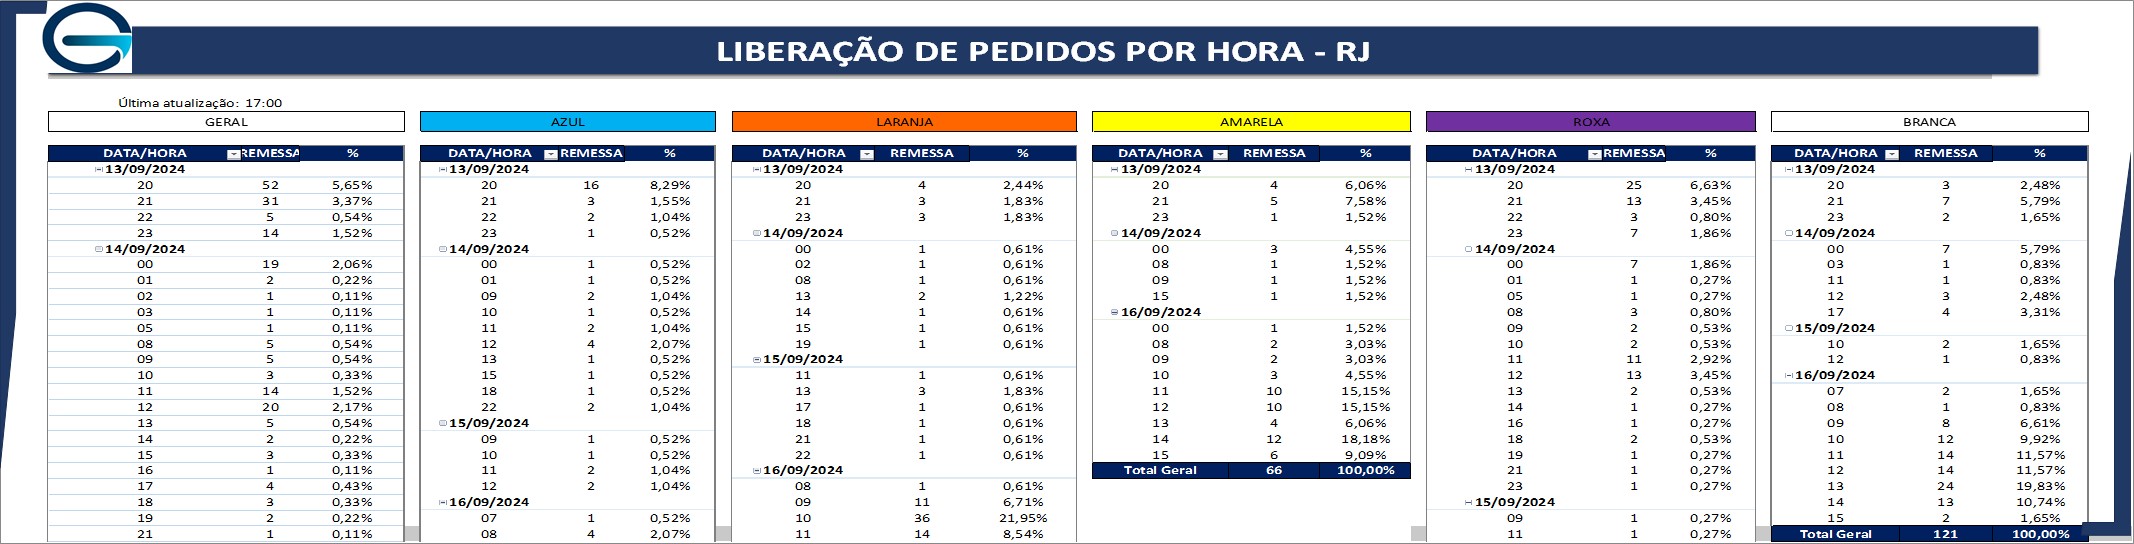 LIBERAÇÃO DE PEDIDOS POR HORA - RJ
Última atualização: 17:00
GERAL
DATA/HORA REMESSA %
13/09/2024
20 52 5,65%
21 31 3,37%
22 5 0,54%
23 14 1,52%
14/09/2024
00 19 2,06%
01 2 0,22%
02 1 0,11%
03 1 0,11%
05 1 0,11%
08 5 0,54%
09 5 0,54%
10 3 0,33%
11 14 1,52%
12 20 2,17%
13 5 0,54%
14 2 0,22%
15 3 0,33%
16 1 0,11%
17 4 0,43%
18 3 0,33%
19 2 0,22%
21 1 0,11%
AZUL
DATA/HORA REMESSA %
13/09/2024
20 16 8,29%
21 3 1,55%
22 2 1,04%
23 1 0,52%
14/09/2024
00 1 0,52%
01 1 0,52%
09 2 1,04%
10 1 0,52%
11 2 1,04%
12 4 2,07%
13 1 0,52%
15 1 0,52%
18 1 0,52%
22 2 1,04%
15/09/2024
09 1 0,52%
10 1 0,52%
11 2 1,04%
12 2 1,04%
16/09/2024
07 1 0,52%
08 4 2,07%
LARANJA
DATA/HORA REMESSA %
13/09/2024
20 4 2,44%
21 3 1,83%
23 3 1,83%
14/09/2024
00 1 0,61%
02 1 0,61%
08 1 0,61%
13 2 1,22%
14 1 0,61%
15 1 0,61%
19 1 0,61%
15/09/2024
11 1 0,61%
13 3 1,83%
17 1 0,61%
18 1 0,61%
21 1 0,61%
22 1 0,61%
16/09/2024
08 1 0,61%
09 11 6,71%
10 36 21,95%
11 14 8,54%
AMARELA
DATA/HORA REMESSA %
13/09/2024
20 4 6,06%
21 5 7,58%
23 1 1,52%
14/09/2024
00 3 4,55%
08 1 1,52%
09 1 1,52%
15 1 1,52%
16/09/2024
00 1 1,52%
08 2 3,03%
09 2 3,03%
10 3 4,55%
11 10 15,15%
12 10 15,15%
13 4 6,06%
14 12 18,18%
15 6 9,09%
Total Geral 66 100,00%
ROXA
DATA/HORA REMESSA %
13/09/2024
20 25 6,63%
21 13 3,45%
22 3 0,80%
23 7 1,86%
14/09/2024
00 7 1,86%
01 1 0,27%
05 1 0,27%
08 3 0,80%
09 2 0,53%
10 2 0,53%
11 11 2,92%
12 13 3,45%
13 2 0,53%
14 1 0,27%
16 1 0,27%
18 2 0,53%
19 1 0,27%
21 1 0,27%
23 1 0,27%
15/09/2024
09 1 0,27%
11 1 0,27%
BRANCA
DATA/HORA REMESSA %
13/09/2024
20 3 2,48%
21 7 5,79%
23 2 1,65%
14/09/2024
00 7 5,79%
03 1 0,83%
11 1 0,83%
12 3 2,48%
17 4 3,31%
15/09/2024
10 2 1,65%
12 1 0,83%
16/09/2024
07 2 1,65%
08 1 0,83%
09 8 6,61%
10 12 9,92%
11 14 11,57%
12 14 11,57%
13 24 19,83%
14 13 10,74%
15 2 1,65%
Total Geral 121 100,00%